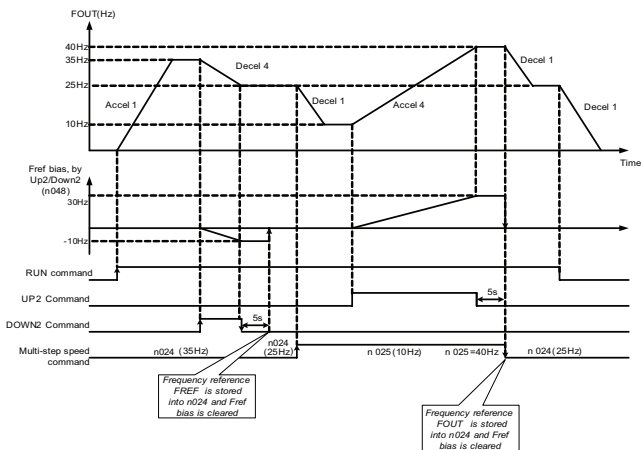 FOUT(Hz)
40Hz
35Hz
Decel 4
Decel 1
25Hz
Accel 1
Decel 1
Accel 4
Decel 1
10Hz
Time
Fref bias, by
Up2/Down2
(n048)
30Hz
-10Hz
RUN command
UP2 Command
5s
DOWN2 Command
5s
Multi-step speed
command
n024 (35Hz)
n024
(25Hz)
n 025 (10Hz)
n 025=40Hz
n 024 (25Hz)
Frequency reference
FREF is stored
into n024 and Fref
bias is cleared
Frequency reference
FOUT is stored
into n024 and Fref
bias is cleared